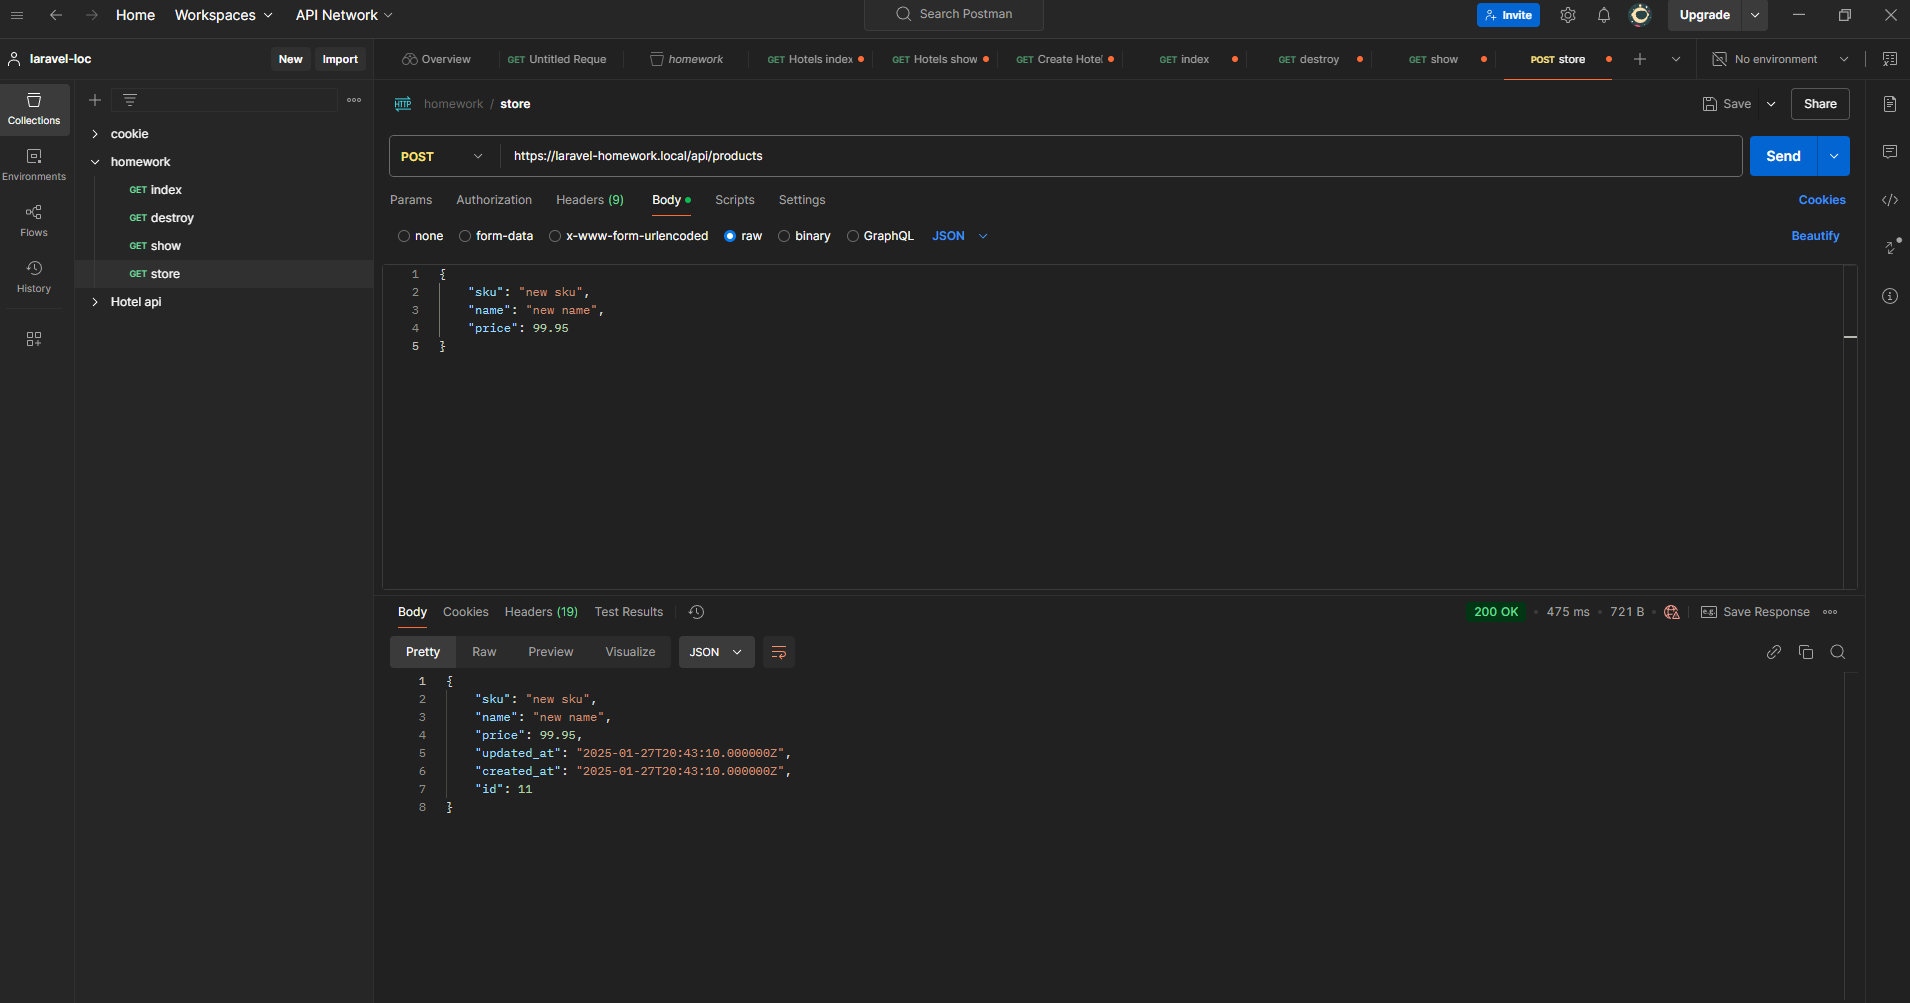 Home Workspaces API Network Search Postman Invite Upgrade
laravel-loc New Import Overview GET Untitled Reque homework GET Hotels index GET Hotels show GET Create Hotel GET index GET destroy GET show POST store No environment
Collections
Environments
Flows
History
cookie
homework
GET index
GET destroy
GET show
GET store
Hotel api
HTTP homework / store Save Share
POST https://laravel-homework.local/api/products Send
Params Authorization Headers (9) Body Scripts Settings Cookies
none form-data x-www-form-urlencoded raw binary GraphQL JSON Beautify
1 {
2 "sku": "new sku",
3 "name": "new name",
4 "price": 99.95
5 }
Body Cookies Headers (19) Test Results 200 OK 475 ms 721 B e.g. Save Response
Pretty Raw Preview Visualize JSON
1 {
2 "sku": "new sku",
3 "name": "new name",
4 "price": 99.95,
5 "updated_at": "2025-01-27T20:43:10.000000Z",
6 "created_at": "2025-01-27T20:43:10.000000Z",
7 "id": 11
8 }